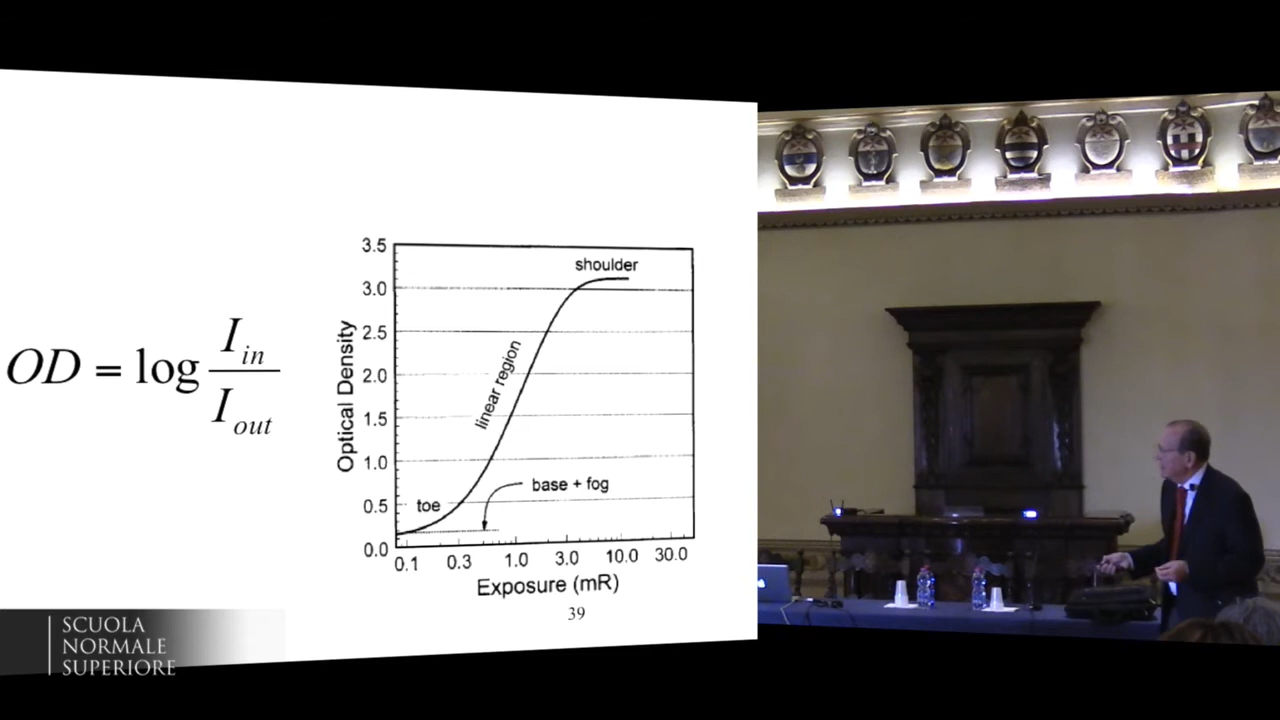 OD = log I_in / I_out
3.5
3.0
2.5
2.0
1.5
1.0
0.5
0.0
Optical Density
shoulder
linear region
toe
base + fog
0.1 0.3 1.0 3.0 10.0 30.0
Exposure (mR)
39
SCUOLA
NORMALE
SUPERIORE